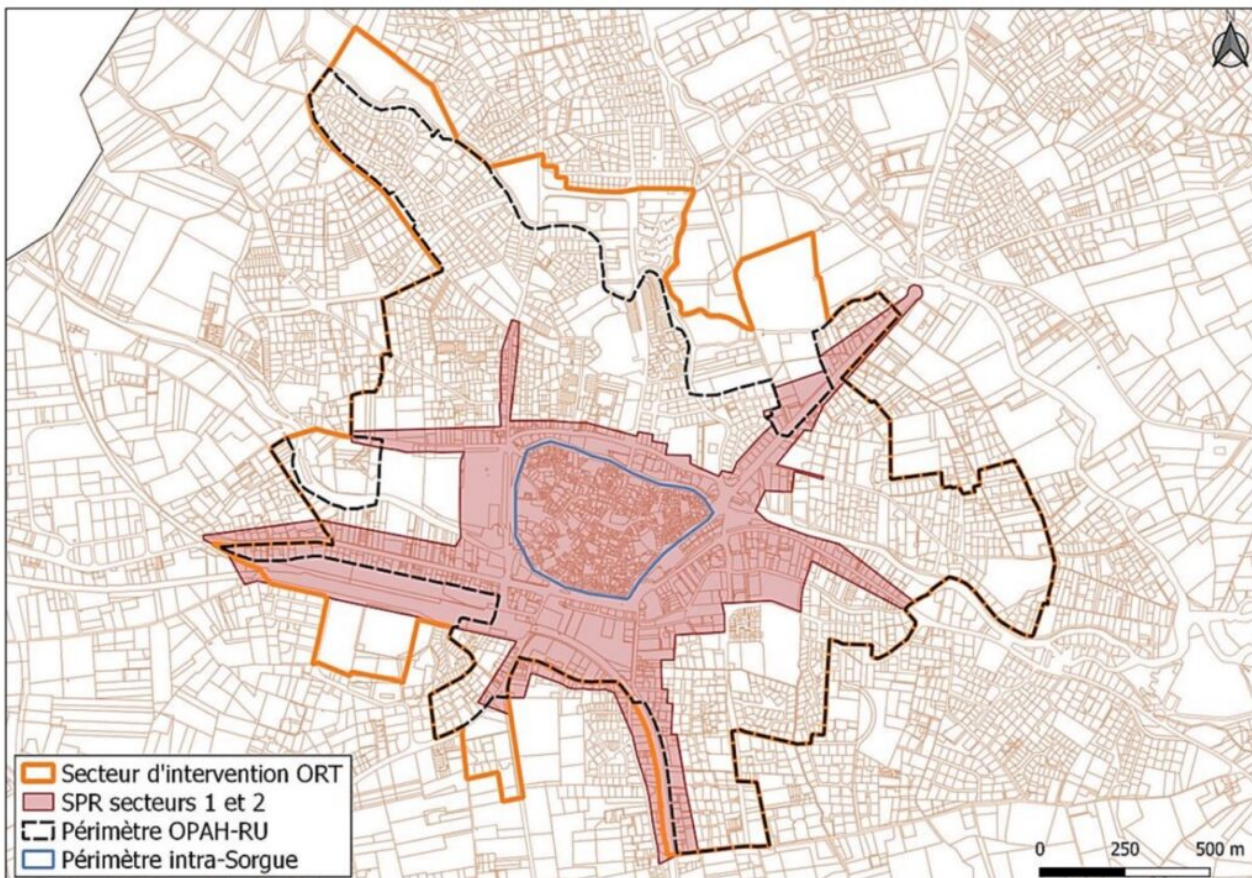 N
Secteur d'intervention ORT
SPR secteurs 1 et 2
Périmètre OPAH-RU
Périmètre intra-Sorgue
0 250 500 m